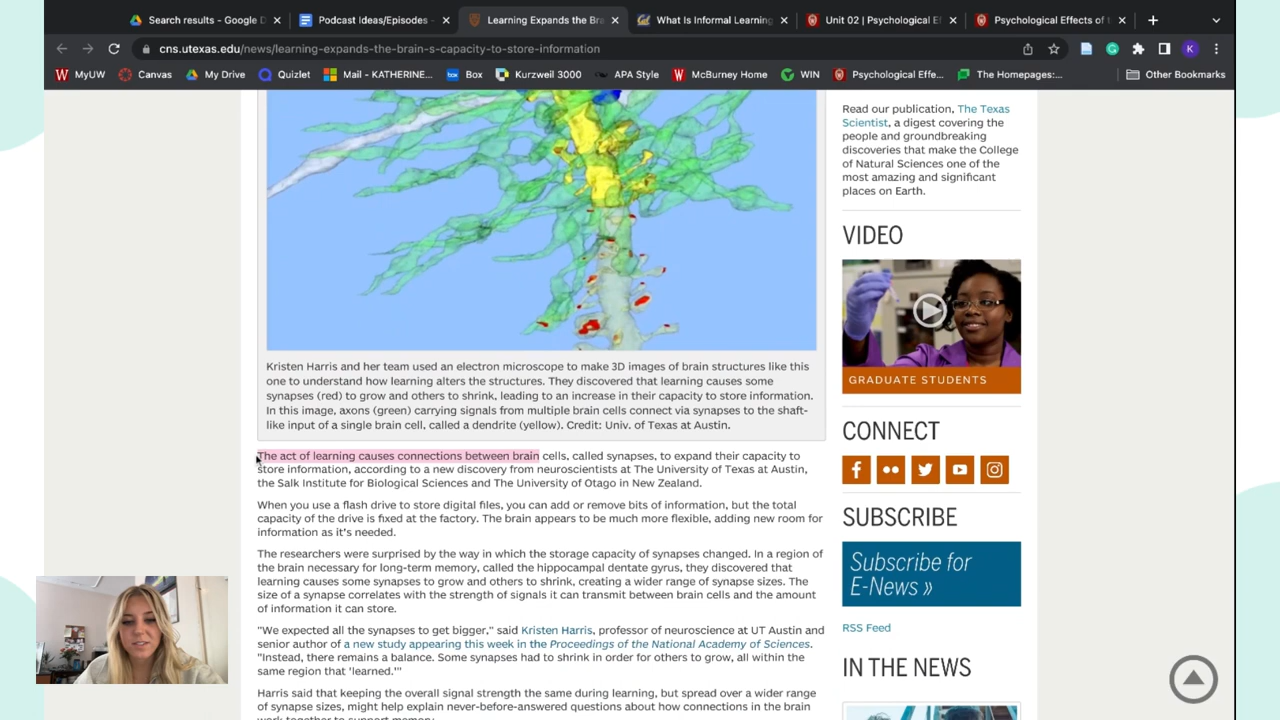 Search results - Google D
Podcast Ideas/Episodes -
Learning Expands the Bra
What Is Informal Learning
Unit 02 | Psychological Ef
Psychological Effects of t
cns.utexas.edu/news/learning-expands-the-brain-s-capacity-to-store-information
K
MyUW
Canvas
My Drive
Quizlet
Mail - KATHERINE...
Box
Kurzweil 3000
APA Style
McBurney Home
WIN
Psychological Effe...
The Homepages:...
Other Bookmarks
Kristen Harris and her team used an electron microscope to make 3D images of brain structures like this
one to understand how learning alters the structures. They discovered that learning causes some
synapses (red) to grow and others to shrink, leading to an increase in their capacity to store information.
In this image, axons (green) carrying signals from multiple brain cells connect via synapses to the shaft-
like input of a single brain cell, called a dendrite (yellow). Credit: Univ. of Texas at Austin.
The act of learning causes connections between brain cells, called synapses, to expand their capacity to
store information, according to a new discovery from neuroscientists at The University of Texas at Austin,
the Salk Institute for Biological Sciences and The University of Otago in New Zealand.
When you use a flash drive to store digital files, you can add or remove bits of information, but the total
capacity of the drive is fixed at the factory. The brain appears to be much more flexible, adding new room for
information as it's needed.
The researchers were surprised by the way in which the storage capacity of synapses changed. In a region of
the brain necessary for long-term memory, called the hippocampal dentate gyrus, they discovered that
learning causes some synapses to grow and others to shrink, creating a wider range of synapse sizes. The
size of a synapse correlates with the strength of signals it can transmit between brain cells and the amount
of information it can store.
"We expected all the synapses to get bigger," said Kristen Harris, professor of neuroscience at UT Austin and
senior author of a new study appearing this week in the Proceedings of the National Academy of Sciences.
"Instead, there remains a balance. Some synapses had to shrink in order for others to grow, all within the
same region that 'learned.'"
Harris said that keeping the overall signal strength the same during learning, but spread over a wider range
of synapse sizes, might help explain never-before-answered questions about how connections in the brain
work together to support memory.
Read our publication, The Texas
Scientist, a digest covering the
people and groundbreaking
discoveries that make the College
of Natural Sciences one of the
most amazing and significant
places on Earth.
VIDEO
GRADUATE STUDENTS
CONNECT
SUBSCRIBE
Subscribe for
E-News »
RSS Feed
IN THE NEWS